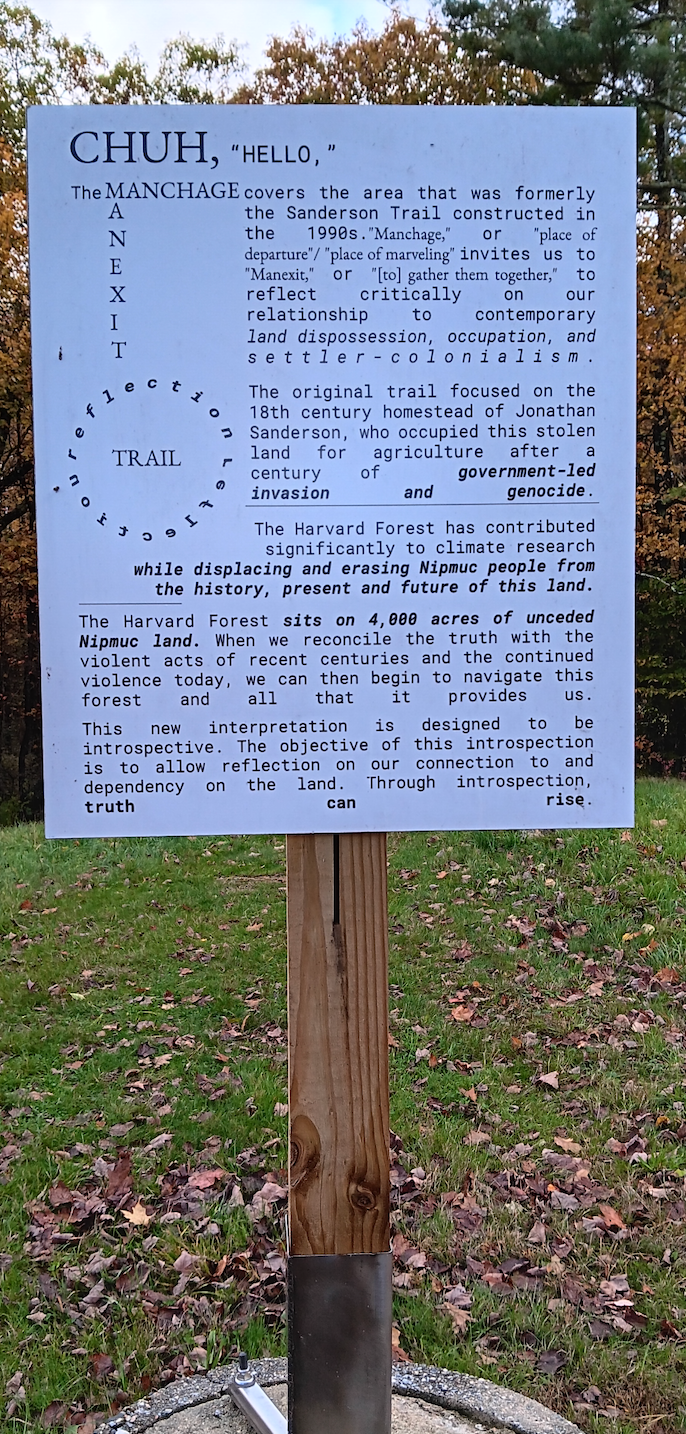 CHUH, "HELLO, "
The MANCHAGE covers the area that was formerly
the Sanderson Trail constructed in
the 1990s. "Manchage," or "place of
departure"/ "place of marveling" invites us to
"Manexit," or "[to] gather them together," to
reflect critically on our
relationship to contemporary
land dispossession, occupation, and
settler-colonialism.
A
N
E
X
I
T
reflection
reflection
TRAIL
The original trail focused on the
18th century homestead of Jonathan
Sanderson, who occupied this stolen
land for agriculture after a
century of government-led
invasion and genocide.
The Harvard Forest has contributed
significantly to climate research
while displacing and erasing Nipmuc people from
the history, present and future of this land.
The Harvard Forest sits on 4,000 acres of unceded
Nipmuc land. When we reconcile the truth with the
violent acts of recent centuries and the continued
violence today, we can then begin to navigate this
forest and all that it provides us.
This new interpretation is designed to be
introspective. The objective of this introspection
is to allow reflection on our connection to and
dependency on the land. Through introspection,
truth can rise.